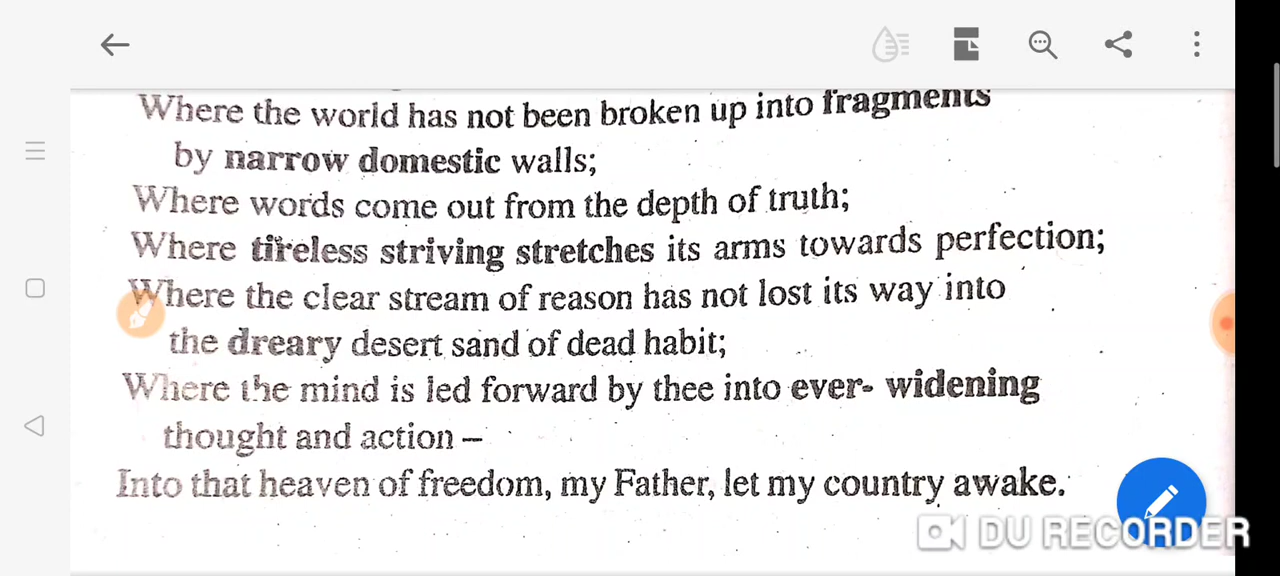 Where the world has not been broken up into fragments
by narrow domestic walls;
Where words come out from the depth of truth;
Where tireless striving stretches its arms towards perfection;
Where the clear stream of reason has not lost its way into
the dreary desert sand of dead habit;
Where the mind is led forward by thee into ever- widening
thought and action –
Into that heaven of freedom, my Father, let my country awake.
DU RECORDER